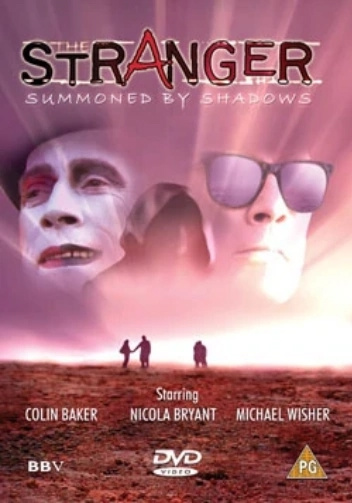 THE
STRANGER
SUMMONED BY SHADOWS
Starring
COLIN BAKER NICOLA BRYANT MICHAEL WISHER
BBV DVD VIDEO PG